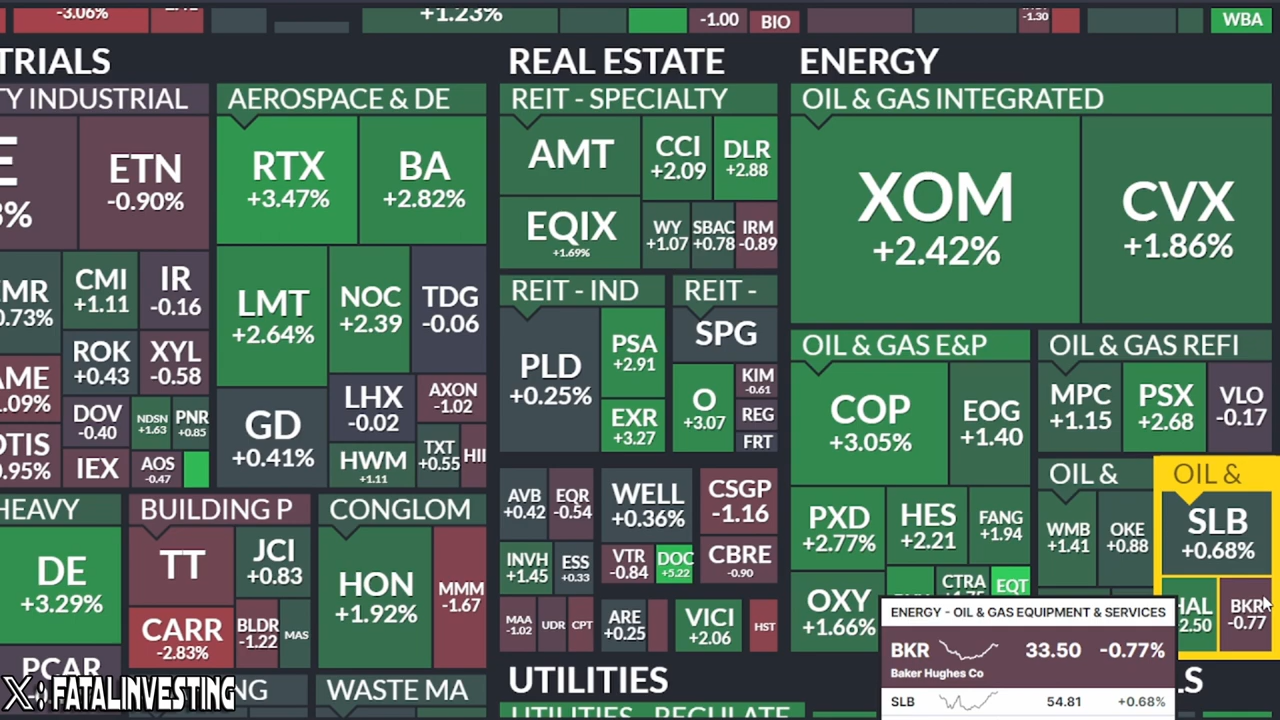 -3.06%
+1.23%
-1.00
BIO
-1.30
WBA
TRIALS
TY INDUSTRIAL
ETN
-0.90%
CMI
+1.11
IR
-0.16
EMR
0.73%
ROK
+0.43
XYL
-0.58
AME
1.09%
DOV
-0.40
NDSN
+1.63
PNR
+0.85
OTIS
0.95%
IEX
AOS
-0.47
AEROSPACE & DE
RTX
+3.47%
BA
+2.82%
LMT
+2.64%
NOC
+2.39
TDG
-0.06
GD
+0.41%
LHX
-0.02
AXON
-1.02
HWM
+1.11
TXT
+0.55
HII
HEAVY
DE
+3.29%
PCAR
BUILDING P
TT
JCI
+0.83
CARR
-2.83%
BLDR
-1.22
MAS
CONGLOM
HON
+1.92%
MMM
-1.67
NG
WASTE MA
X : FATALINVESTING
REAL ESTATE
REIT - SPECIALTY
AMT
CCI
+2.09
DLR
+2.88
EQIX
+1.69%
WY
+1.07
SBAC
+0.78
IRM
-0.89
REIT - IND
PLD
+0.25%
PSA
+2.91
EXR
+3.27
REIT -
SPG
O
+3.07
KIM
-0.61
REG
FRT
AVB
+0.42
EQR
-0.54
INVH
+1.45
ESS
+0.33
MAA
-1.02
UDR
CPT
WELL
+0.36%
VTR
-0.84
DOC
+5.22
ARE
+0.25
CSGP
-1.16
CBRE
-0.90
VICI
+2.06
HST
UTILITIES
UTILITIES - REGULATE
ENERGY
OIL & GAS INTEGRATED
XOM
+2.42%
CVX
+1.86%
OIL & GAS E&P
COP
+3.05%
EOG
+1.40
PXD
+2.77%
HES
+2.21
FANG
+1.94
OXY
+1.66%
CTRA
EQT
OIL & GAS REFI
MPC
+1.15
PSX
+2.68
VLO
-0.17
OIL &
WMB
+1.41
OKE
+0.88
OIL &
SLB
+0.68%
HAL
2.50
BKR
-0.77
ENERGY - OIL & GAS EQUIPMENT & SERVICES
BKR 33.50 -0.77%
Baker Hughes Co
SLB 54.81 +0.68%
LS